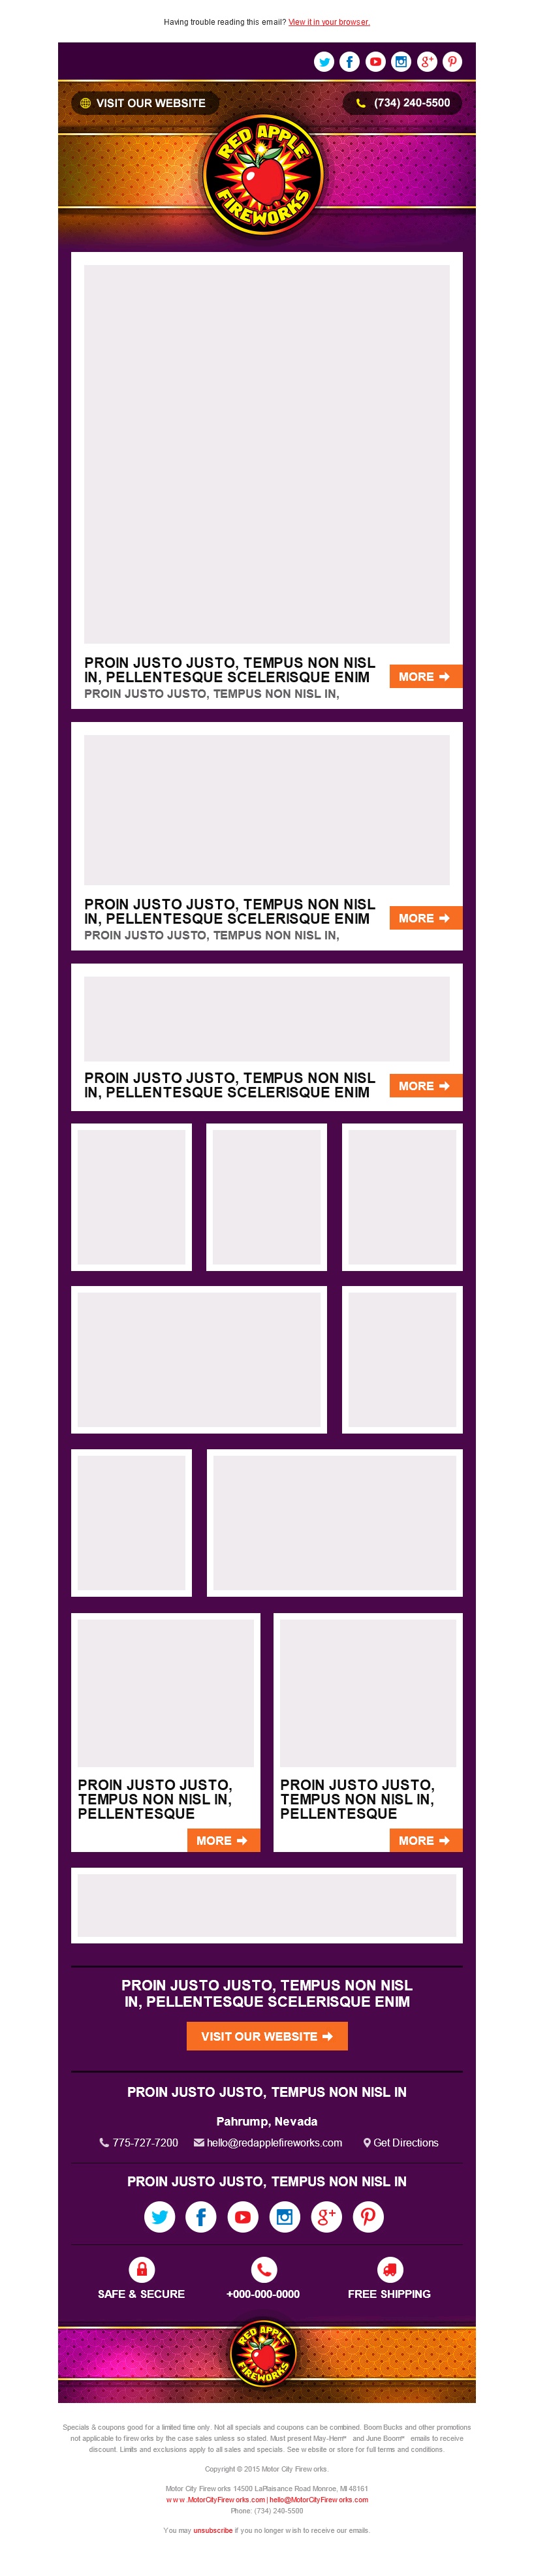 Having trouble reading this email? View it in your browser.
VISIT OUR WEBSITE
(734) 240-5500
RED APPLE
FIREWORKS
PROIN JUSTO JUSTO, TEMPUS NON NISL
IN, PELLENTESQUE SCELERISQUE ENIM
PROIN JUSTO JUSTO, TEMPUS NON NISL IN,
MORE
PROIN JUSTO JUSTO, TEMPUS NON NISL
IN, PELLENTESQUE SCELERISQUE ENIM
PROIN JUSTO JUSTO, TEMPUS NON NISL IN,
MORE
PROIN JUSTO JUSTO, TEMPUS NON NISL
IN, PELLENTESQUE SCELERISQUE ENIM
MORE
PROIN JUSTO JUSTO,
TEMPUS NON NISL IN,
PELLENTESQUE
MORE
PROIN JUSTO JUSTO,
TEMPUS NON NISL IN,
PELLENTESQUE
MORE
PROIN JUSTO JUSTO, TEMPUS NON NISL
IN, PELLENTESQUE SCELERISQUE ENIM
VISIT OUR WEBSITE
PROIN JUSTO JUSTO, TEMPUS NON NISL IN
Pahrump, Nevada
775-727-7200 hello@redapplefireworks.com Get Directions
PROIN JUSTO JUSTO, TEMPUS NON NISL IN
SAFE & SECURE
+000-000-0000
FREE SHIPPING
RED APPLE
FIREWORKS
Specials & coupons good for a limited time only. Not all specials and coupons can be combined. Boom Bucks and other promotions
not applicable to fireworks by the case sales unless so stated. Must present May-Hem℠ and June Boom℠ emails to receive
discount. Limits and exclusions apply to all sales and specials. See website or store for full terms and conditions.
Copyright © 2015 Motor City Fireworks.
Motor City Fireworks 14500 LaPlaisance Road Monroe, MI 48161
www.MotorCityFireworks.com | hello@MotorCityFireworks.com
Phone: (734) 240-5500
You may unsubscribe if you no longer wish to receive our emails.